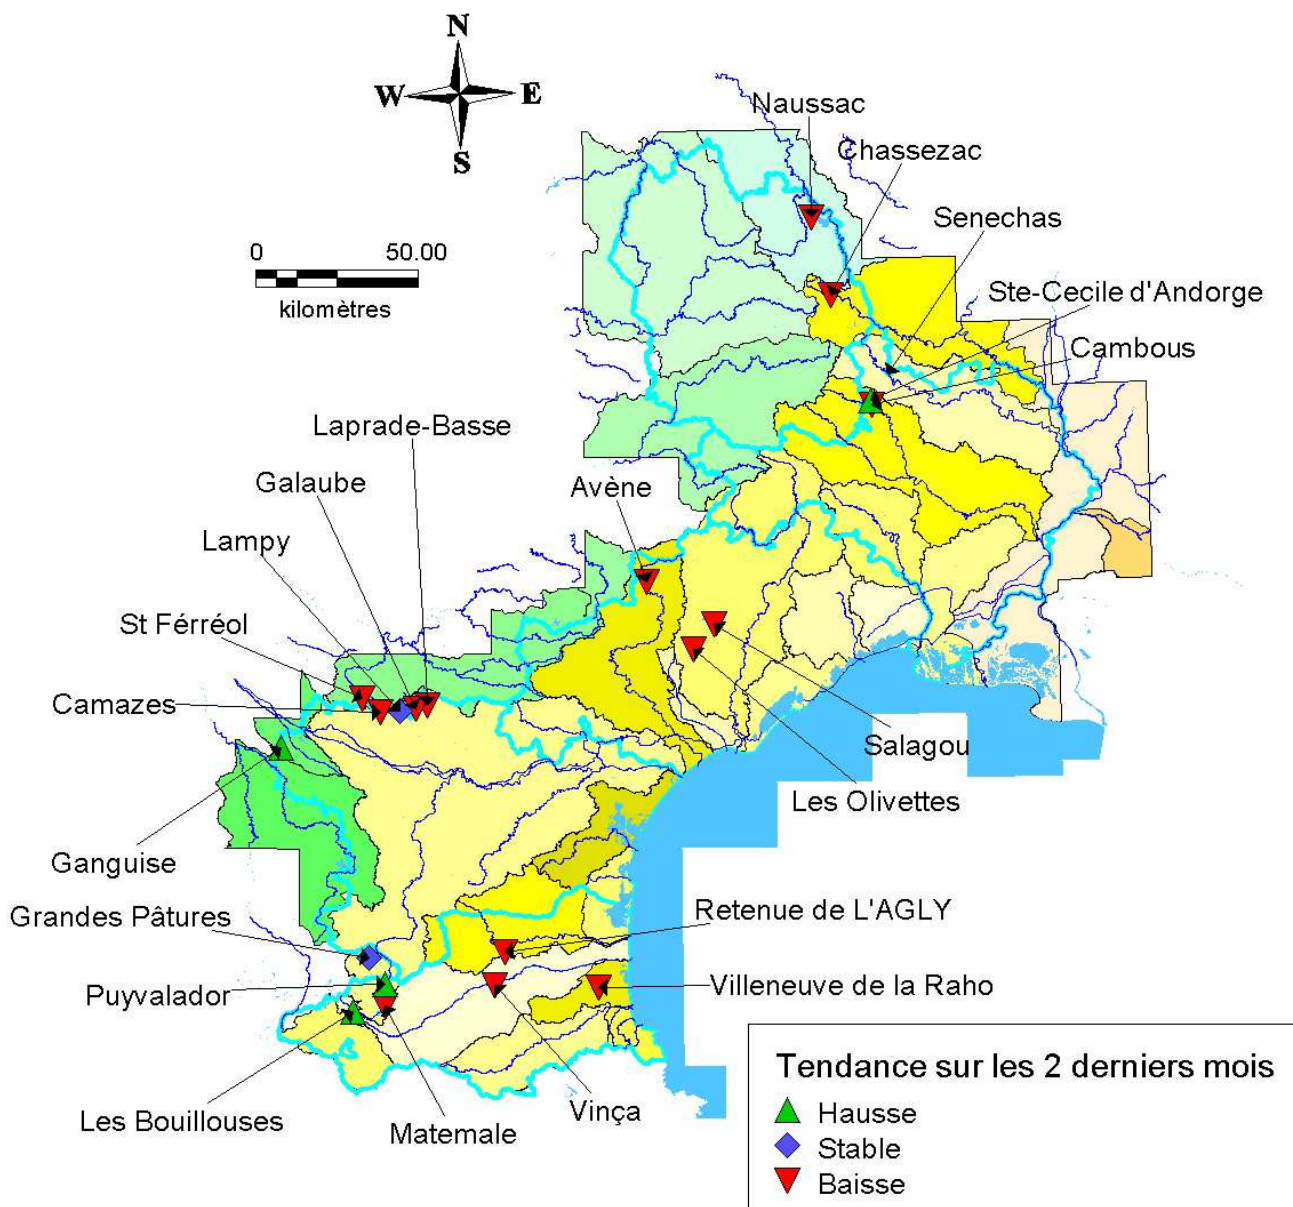 N
W E
S
0 50.00
kilomètres
Naussac
Chassezac
Senechas
Ste-Cecile d'Andorge
Cambous
Laprade-Basse
Galaube
Avène
Lampy
St Férréol
Camazes
Salagou
Les Olivettes
Ganguise
Grandes Pâtures
Retenue de L'AGLY
Puyvalador
Villeneuve de la Raho
Les Bouillouses
Matemale
Vinça
Tendance sur les 2 derniers mois
Hausse
Stable
Baisse